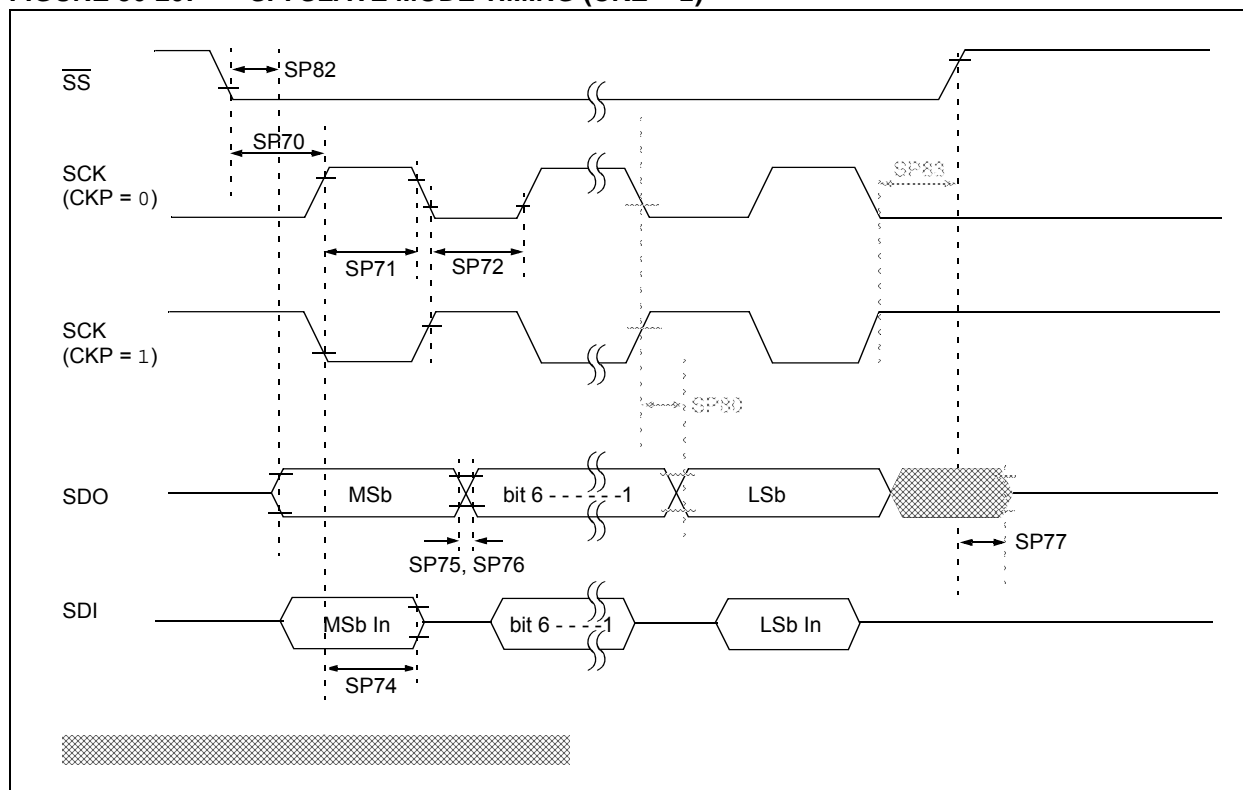 SS
SP82
SP70
SCK
(CKP = 0)
SP83
SP71
SP72
SCK
(CKP = 1)
SP80
SDO
MSb
bit 6 - - - - - -1
LSb
SP75, SP76
SP77
SDI
MSb In
bit 6 - - - -1
LSb In
SP74